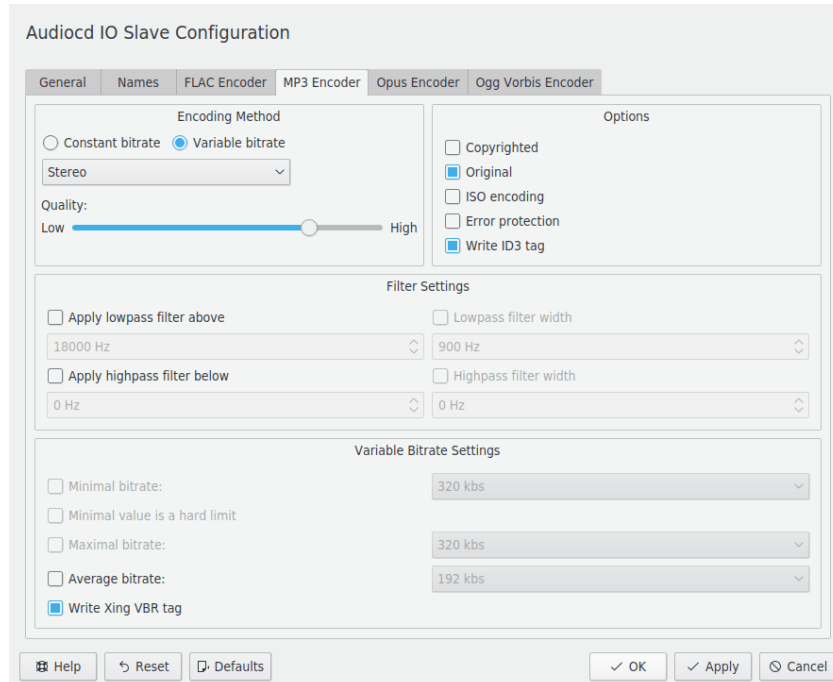 Audiocd IO Slave Configuration
General Names FLAC Encoder MP3 Encoder Opus Encoder Ogg Vorbis Encoder
Encoding Method
Constant bitrate Variable bitrate
Stereo
Quality:
Low High
Options
Copyrighted
Original
ISO encoding
Error protection
Write ID3 tag
Filter Settings
Apply lowpass filter above Lowpass filter width
18000 Hz 900 Hz
Apply highpass filter below Highpass filter width
0 Hz 0 Hz
Variable Bitrate Settings
Minimal bitrate: 320 kbs
Minimal value is a hard limit
Maximal bitrate: 320 kbs
Average bitrate: 192 kbs
Write Xing VBR tag
Help Reset Defaults OK Apply Cancel